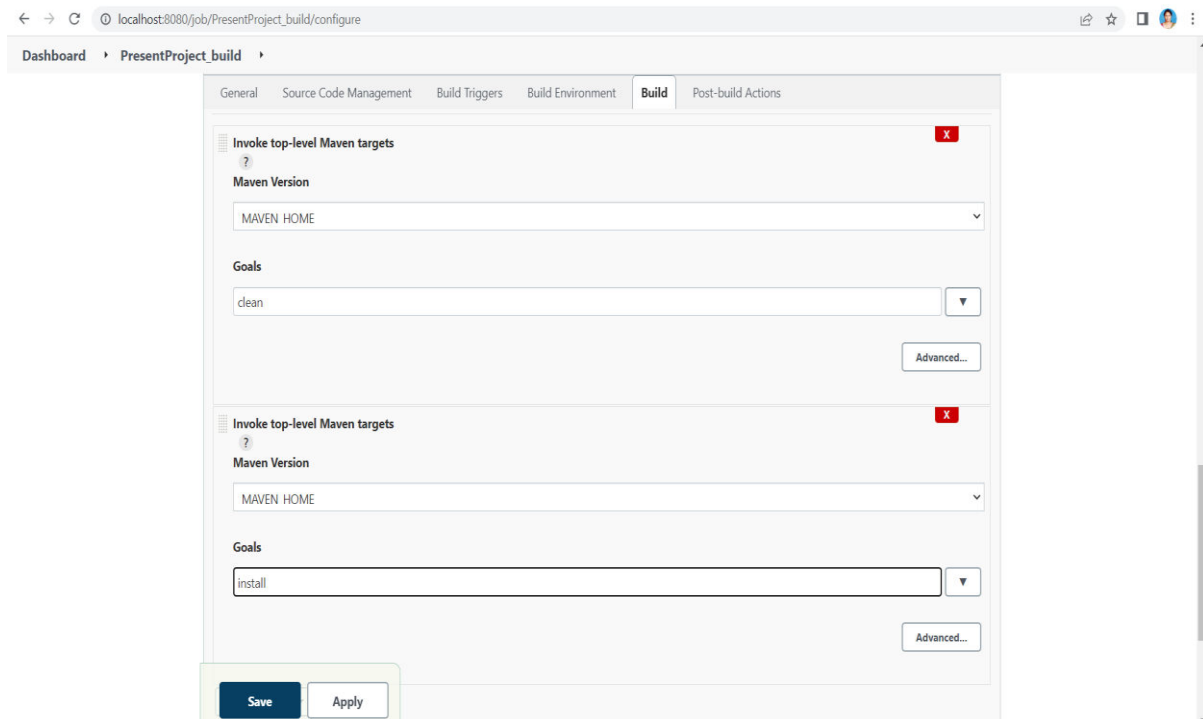 localhost:8080/job/PresentProject_build/configure
Dashboard PresentProject_build
General Source Code Management Build Triggers Build Environment Build Post-build Actions
X
Invoke top-level Maven targets
?
Maven Version
MAVEN HOME
Goals
clean
Advanced...
X
Invoke top-level Maven targets
?
Maven Version
MAVEN HOME
Goals
install
Advanced...
Save Apply